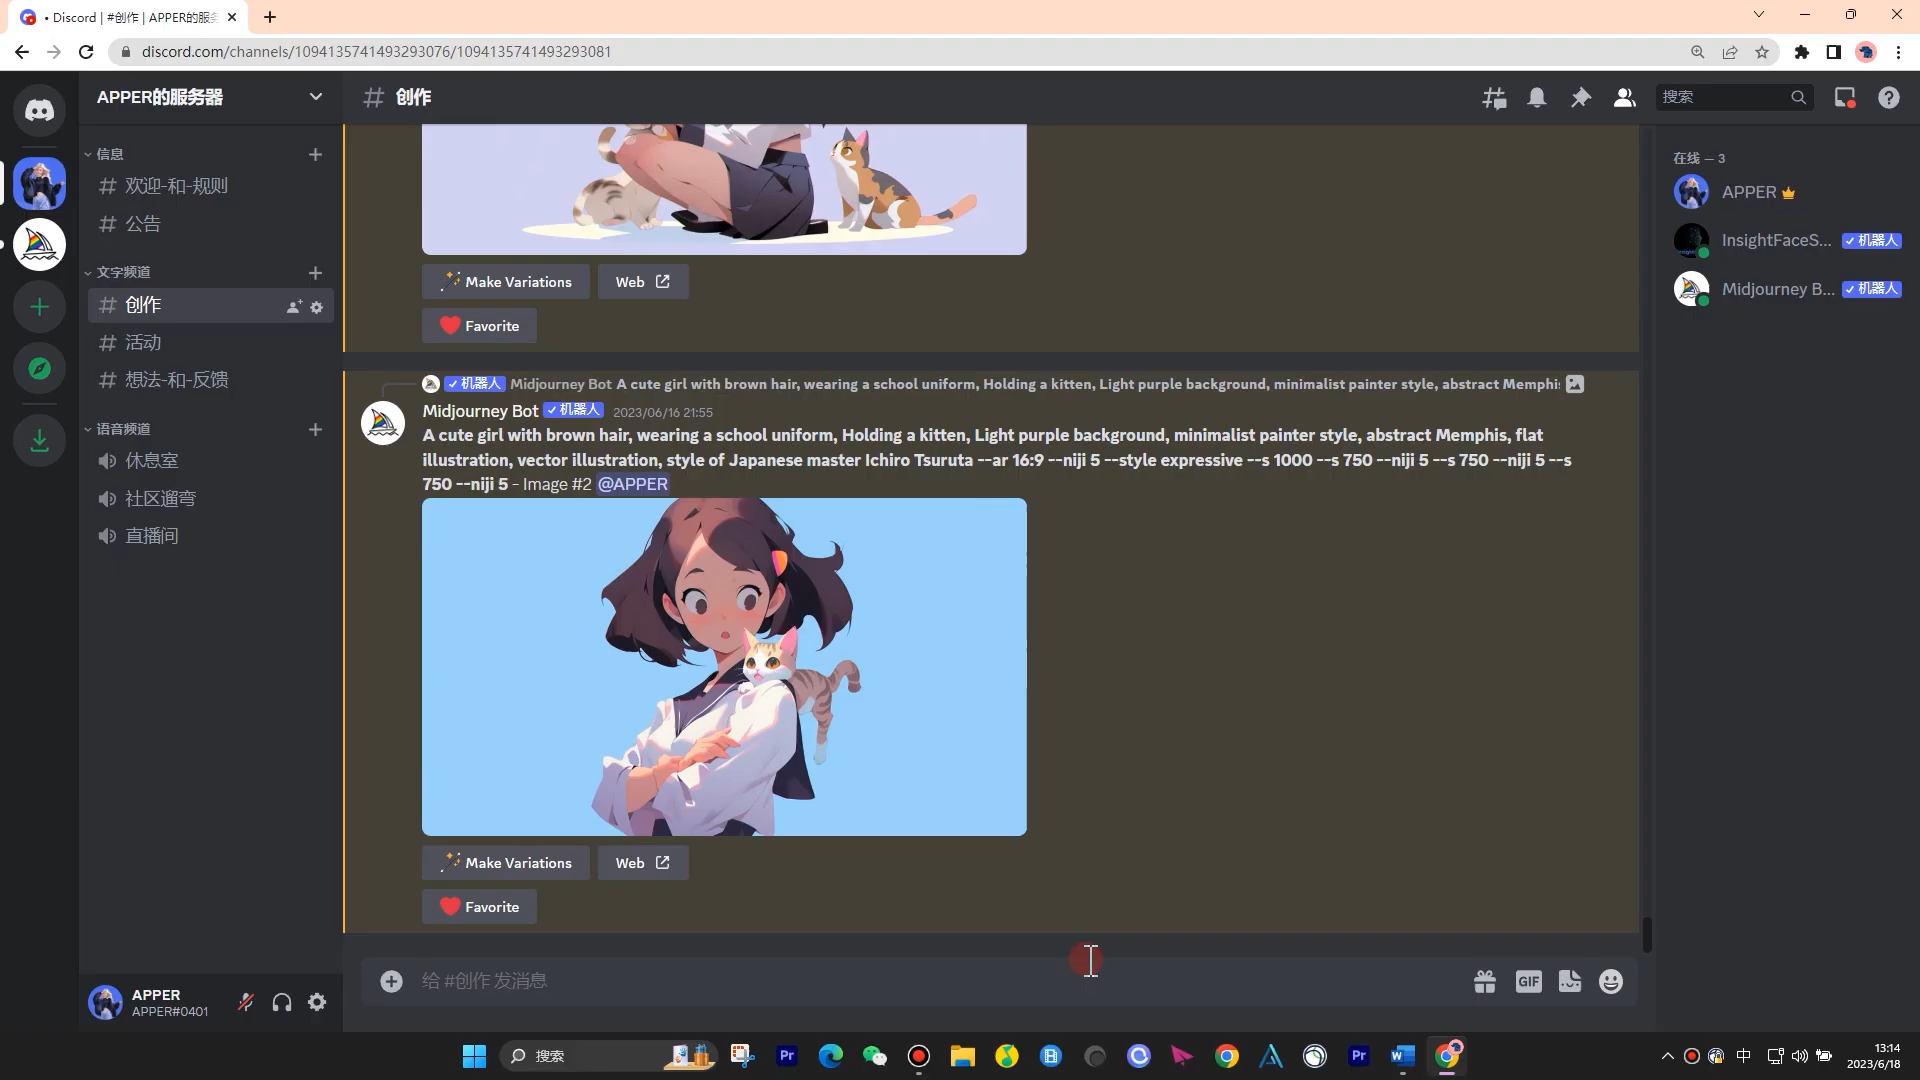 • Discord | #创作 | APPER的服务
discord.com/channels/1094135741493293076/1094135741493293081
APPER的服务器
创作
搜索
信息
欢迎-和-规则
公告
文字频道
创作
活动
想法-和-反馈
语音频道
休息室
社区遛弯
直播间
Make Variations
Web
Favorite
机器人 Midjourney Bot A cute girl with brown hair, wearing a school uniform, Holding a kitten, Light purple background, minimalist painter style, abstract Memphi
Midjourney Bot 机器人 2023/06/16 21:55
A cute girl with brown hair, wearing a school uniform, Holding a kitten, Light purple background, minimalist painter style, abstract Memphis, flat
illustration, vector illustration, style of Japanese master Ichiro Tsuruta --ar 16:9 --niji 5 --style expressive --s 1000 --s 750 --niji 5 --s 750 --niji 5 --s
750 --niji 5 - Image #2 @APPER
Make Variations
Web
Favorite
给 #创作 发消息
GIF
在线 — 3
APPER
InsightFaceS... 机器人
Midjourney B... 机器人
APPER
APPER#0401
搜索
Pr
Pr
W
中
13:14
2023/6/18